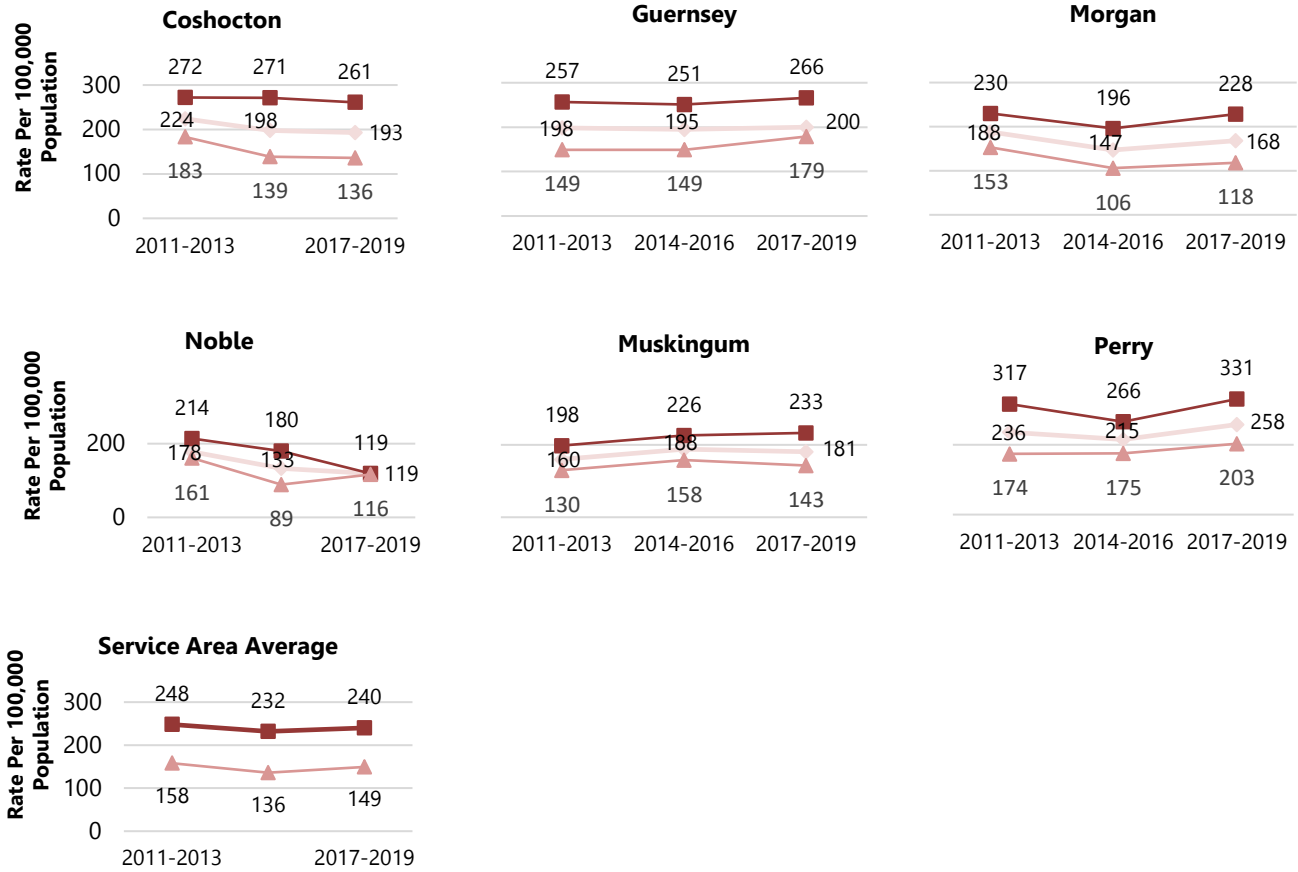 Coshocton
Rate Per 100,000
Population
272 271 261
300
224 198 193
200
183 139 136
100
0
2011-2013 2017-2019
Guernsey
257 251 266
198 195 200
149 149 179
2011-2013 2014-2016 2017-2019
Morgan
230 196 228
188 147 168
153 106 118
2011-2013 2014-2016 2017-2019
Noble
Rate Per 100,000
Population
214 180 119
200
178 133 119
161 89 116
0
2011-2013 2017-2019
Muskingum
198 226 233
160 188 181
130 158 143
2011-2013 2014-2016 2017-2019
Perry
317 266 331
236 215 258
174 175 203
2011-2013 2014-2016 2017-2019
Service Area Average
Rate Per 100,000
Population
248 232 240
300
200
100
158 136 149
0
2011-2013 2017-2019